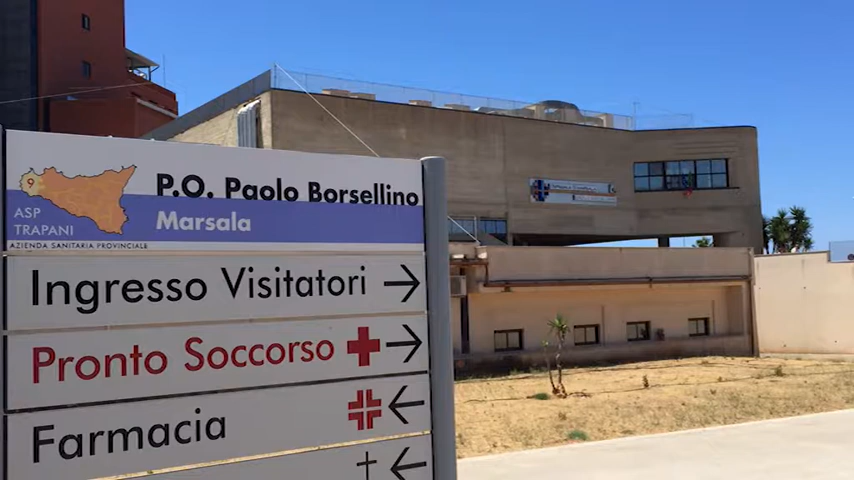 9
ASP
TRAPANI
AZIENDA SANITARIA PROVINCIALE
P.O. Paolo Borsellino
Marsala
Ingresso Visitatori
Pronto Soccorso
Farmacia